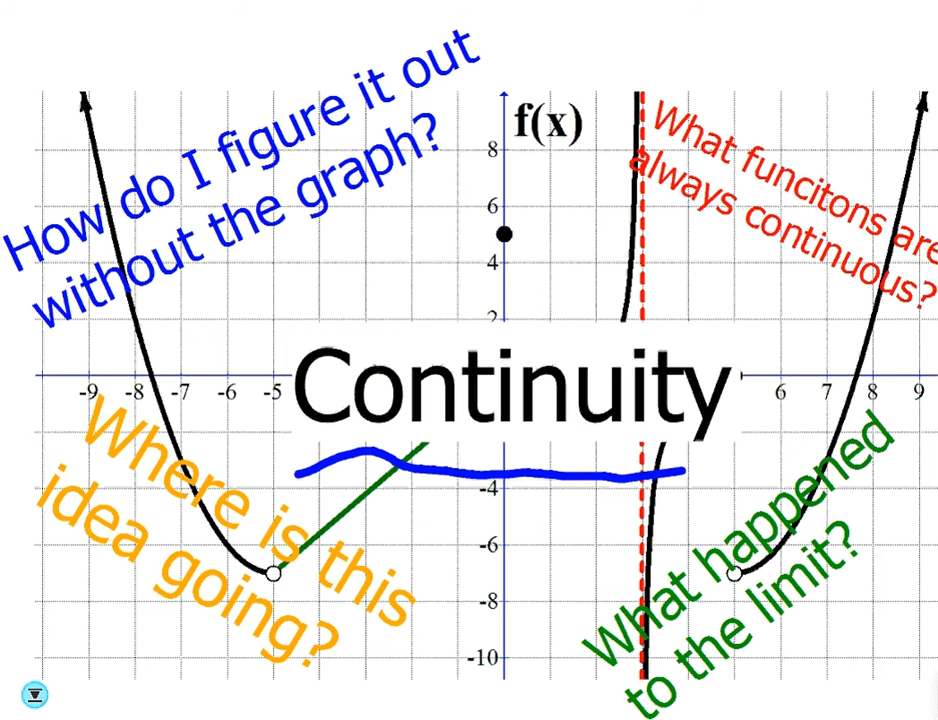 How do I figure it out
without the graph?
f(x)
What funcitons are
always continuous?
8
6
4
2
Continuity
-9 -8 -7 -6 -5 6 7 8 9
Where is this
idea going?
What happened
to the limit?
-4
-6
-8
-10